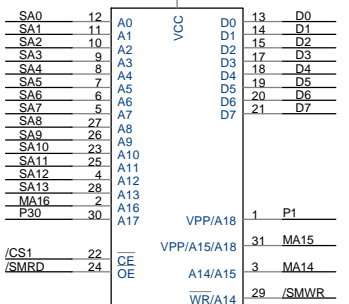 SA0 12 A0 VCC D0 13 D0
SA1 11 A1 D1 14 D1
SA2 10 A2 D2 15 D2
SA3 9 A3 D3 17 D3
SA4 8 A4 D4 18 D4
SA5 7 A5 D5 19 D5
SA6 6 A6 D6 20 D6
SA7 5 A7 D7 21 D7
SA8 27 A8
SA9 26 A9
SA10 23 A10
SA11 25 A11
SA12 4 A12
SA13 28 A13
MA16 2 A16
P30 30 A17 VPP/A18 1 P1
VPP/A15/A18 31 MA15
/CS1 22 CE
/SMRD 24 OE A14/A15 3 MA14
WR/A14 29 /SMWR